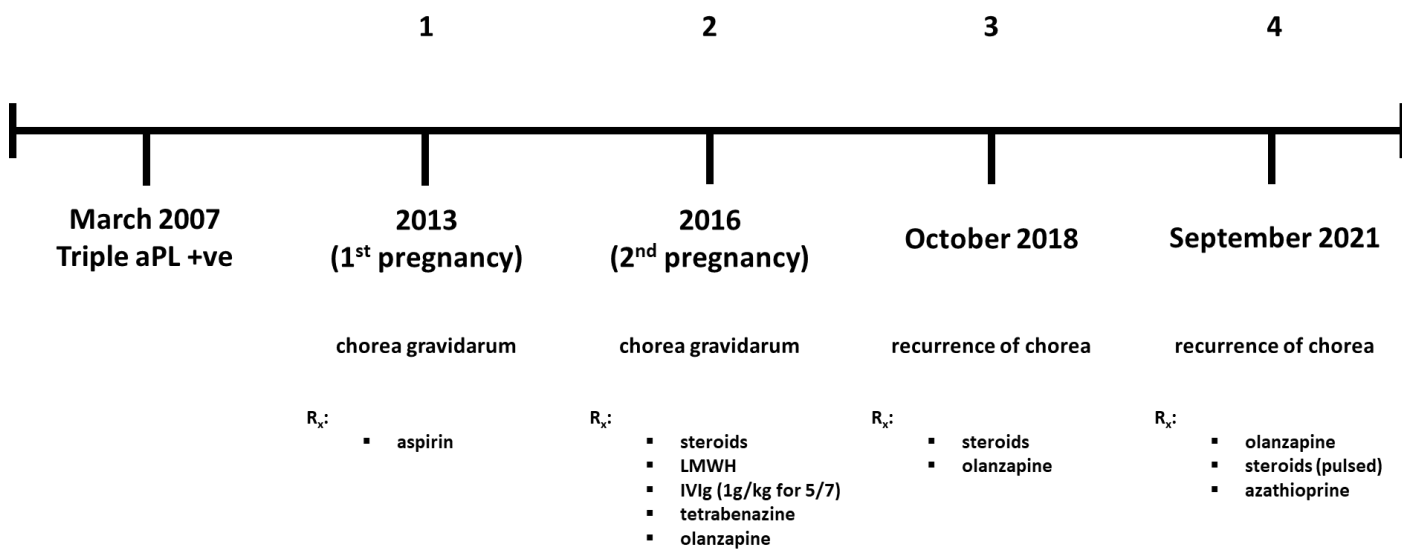 1 2 3 4
March 2007
Triple aPL +ve
2013
(1st pregnancy)
2016
(2nd pregnancy)
October 2018
September 2021
chorea gravidarum
chorea gravidarum
recurrence of chorea
recurrence of chorea
Rx:
▪ aspirin
Rx:
▪ steroids
▪ LMWH
▪ IVIg (1g/kg for 5/7)
▪ tetrabenazine
▪ olanzapine
Rx:
▪ steroids
▪ olanzapine
Rx:
▪ olanzapine
▪ steroids (pulsed)
▪ azathioprine